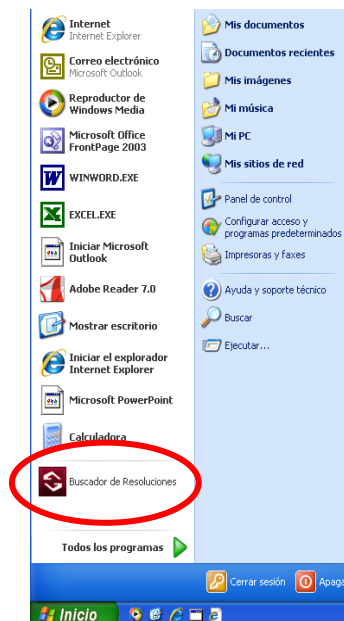 Internet
Internet Explorer
Correo electrónico
Microsoft Outlook
Reproductor de
Windows Media
Microsoft Office
FrontPage 2003
WINWORD.EXE
EXCEL.EXE
Iniciar Microsoft
Outlook
Adobe Reader 7.0
Mostrar escritorio
Iniciar el explorador
Internet Explorer
Microsoft PowerPoint
Calculadora
Buscador de Resoluciones
Todos los programas
Mis documentos
Documentos recientes
Mis imágenes
Mi música
Mi PC
Mis sitios de red
Panel de control
Configurar acceso y
programas predeterminados
Impresoras y faxes
Ayuda y soporte técnico
Buscar
Ejecutar...
Cerrar sesión
Apaga
Inicio